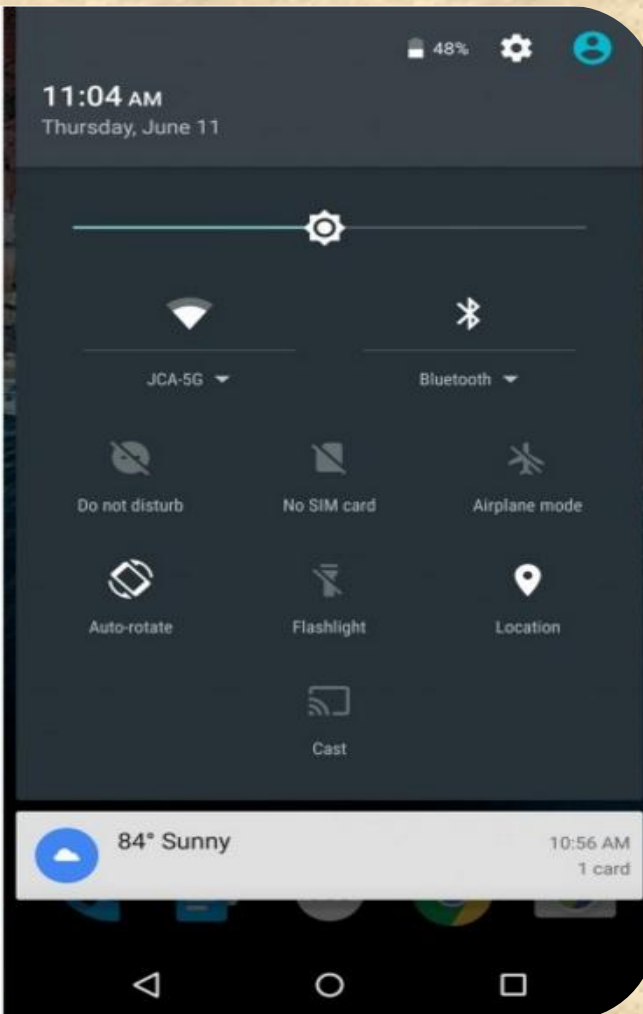 48%
11:04 AM
Thursday, June 11
JCA-5G
Bluetooth
Do not disturb
No SIM card
Airplane mode
Auto-rotate
Flashlight
Location
Cast
84° Sunny
10:56 AM
1 card